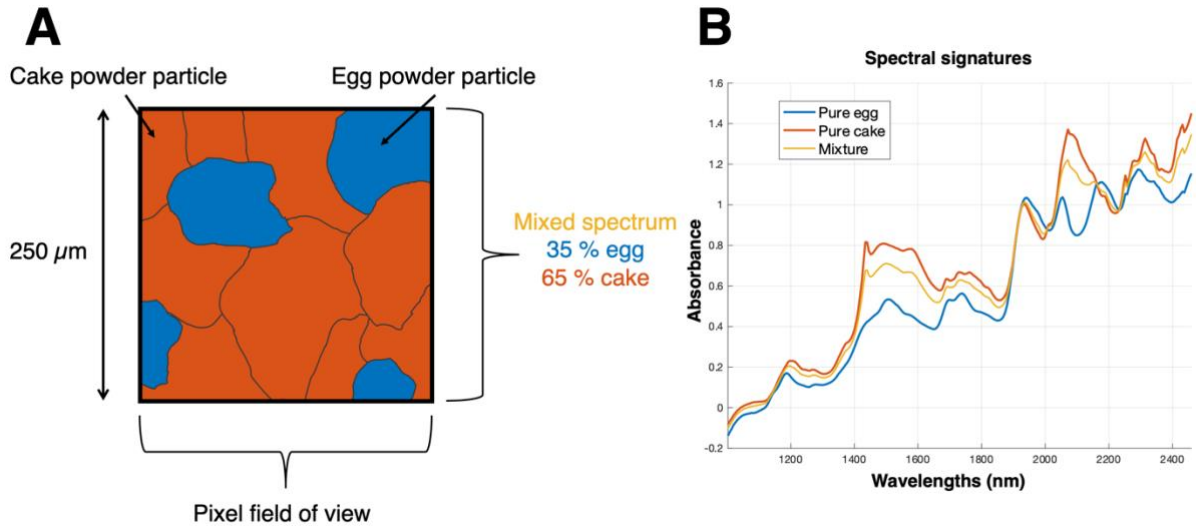 A
Cake powder particle
Egg powder particle
250 µm
Mixed spectrum
35 % egg
65 % cake
Pixel field of view
B
Spectral signatures
Pure egg
Pure cake
Mixture
Absorbance
1.6
1.4
1.2
1
0.8
0.6
0.4
0.2
0
-0.2
1200 1400 1600 1800 2000 2200 2400
Wavelengths (nm)